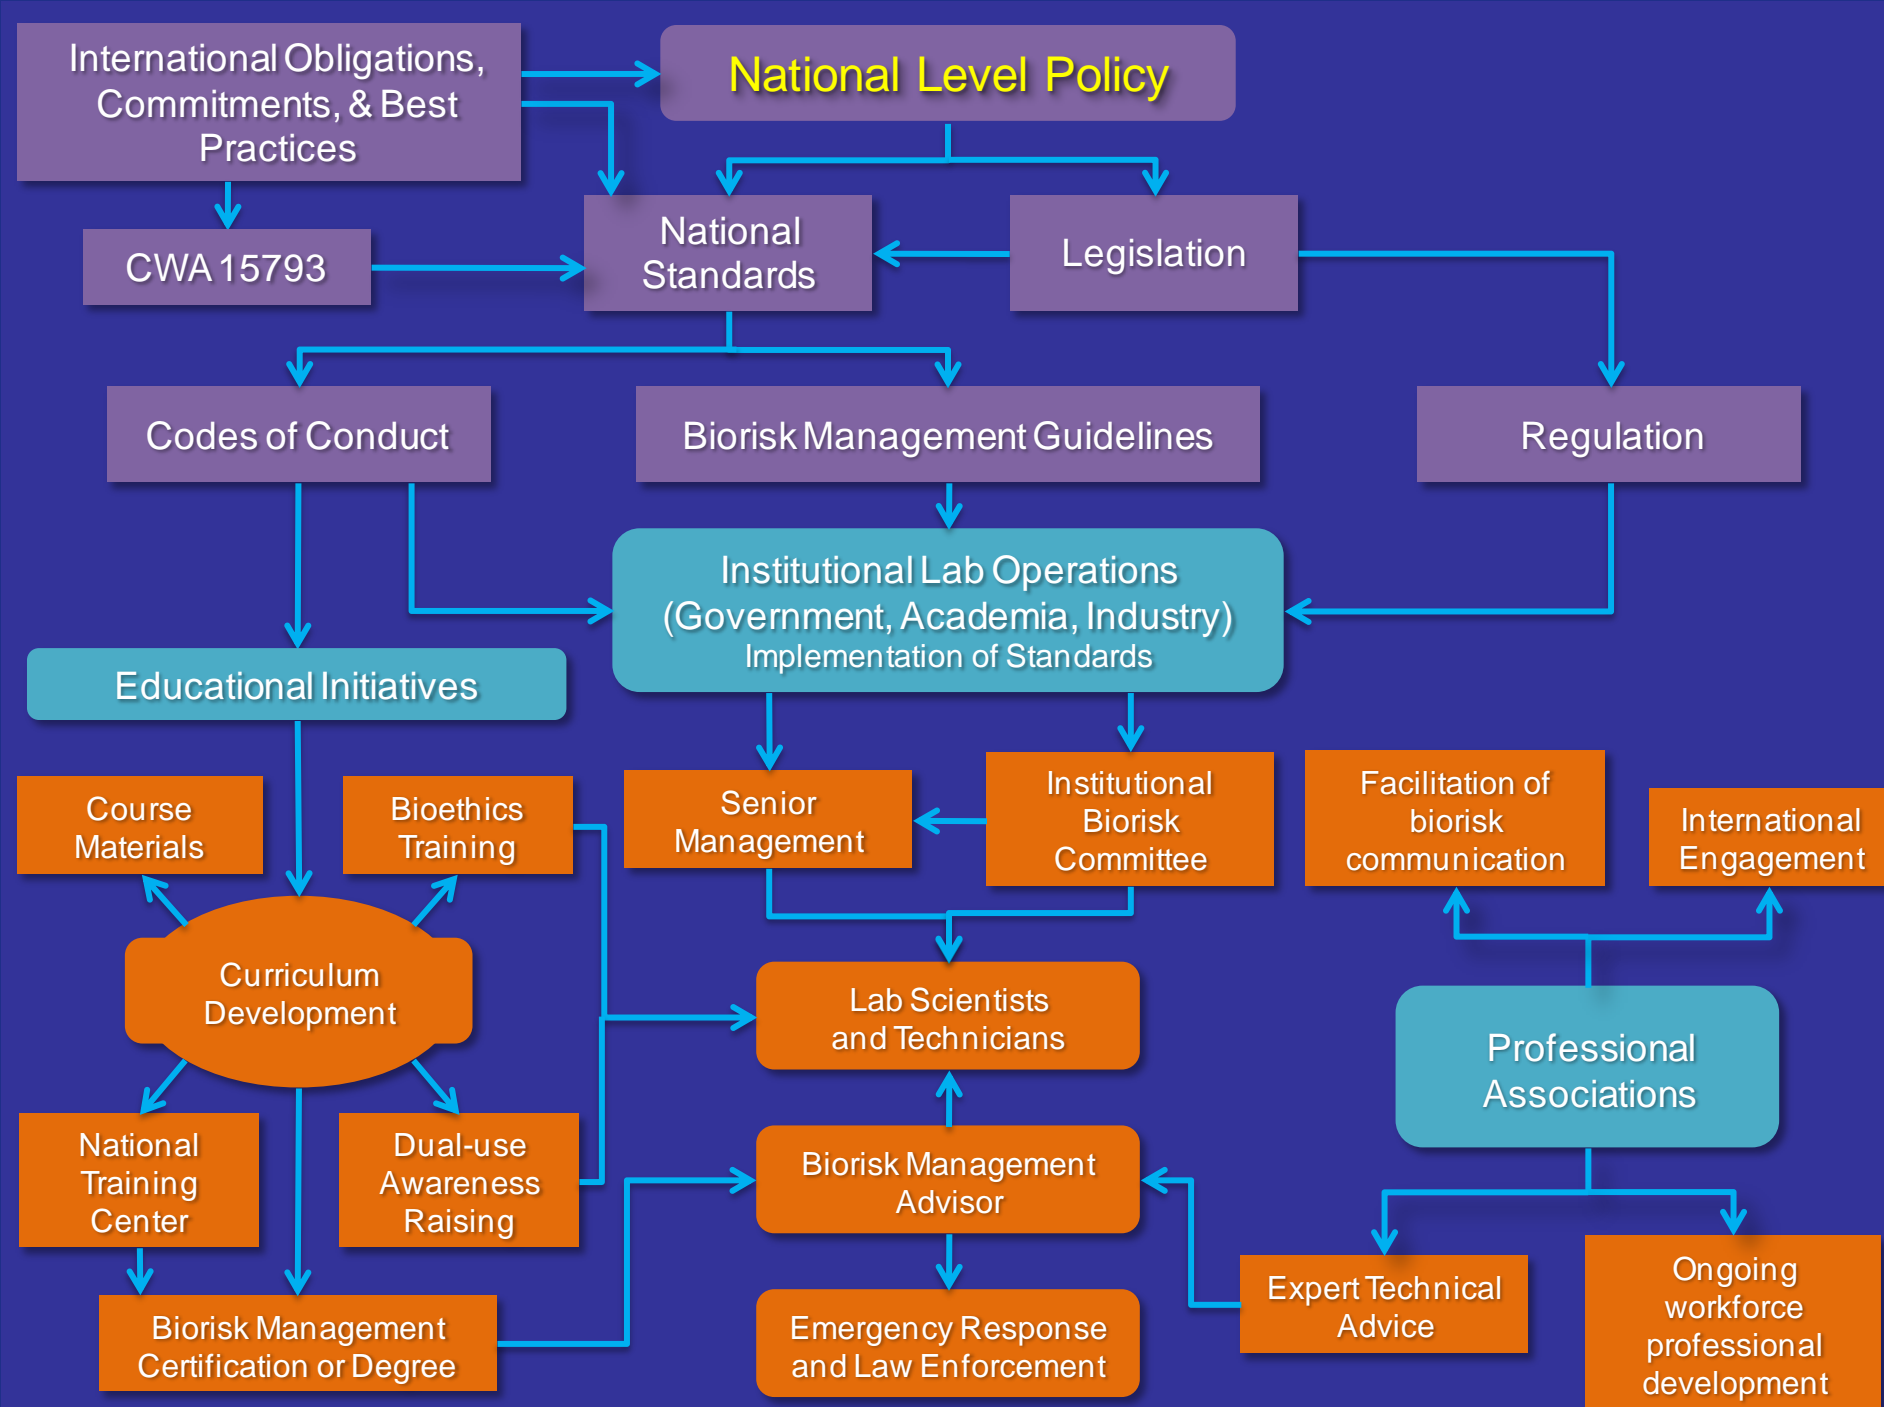 International Obligations,
Commitments, & Best
Practices
National Level Policy
CWA 15793
National
Standards
Legislation
Codes of Conduct
Biorisk Management Guidelines
Regulation
Institutional Lab Operations
(Government, Academia, Industry)
Implementation of Standards
Educational Initiatives
Course
Materials
Bioethics
Training
Senior
Management
Institutional
Biorisk
Committee
Facilitation of
biorisk
communication
International
Engagement
Curriculum
Development
Lab Scientists
and Technicians
Professional
Associations
National
Training
Center
Dual-use
Awareness
Raising
Biorisk Management
Advisor
Biorisk Management
Certification or Degree
Emergency Response
and Law Enforcement
Expert Technical
Advice
Ongoing
workforce
professional
development